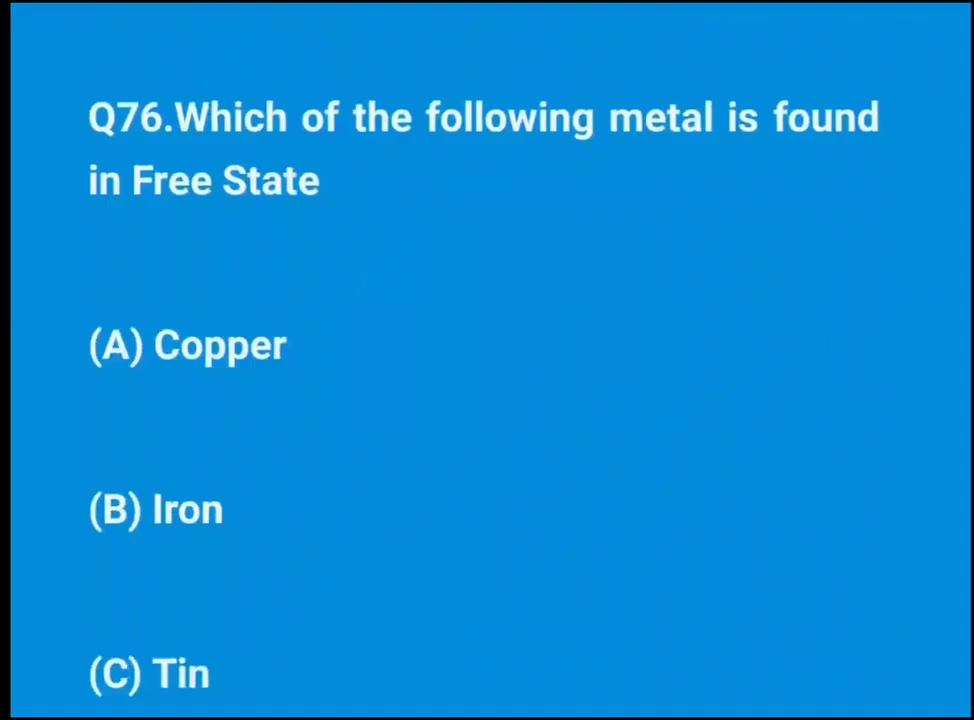 Q76.Which of the following metal is found
in Free State
(A) Copper
(B) Iron
(C) Tin